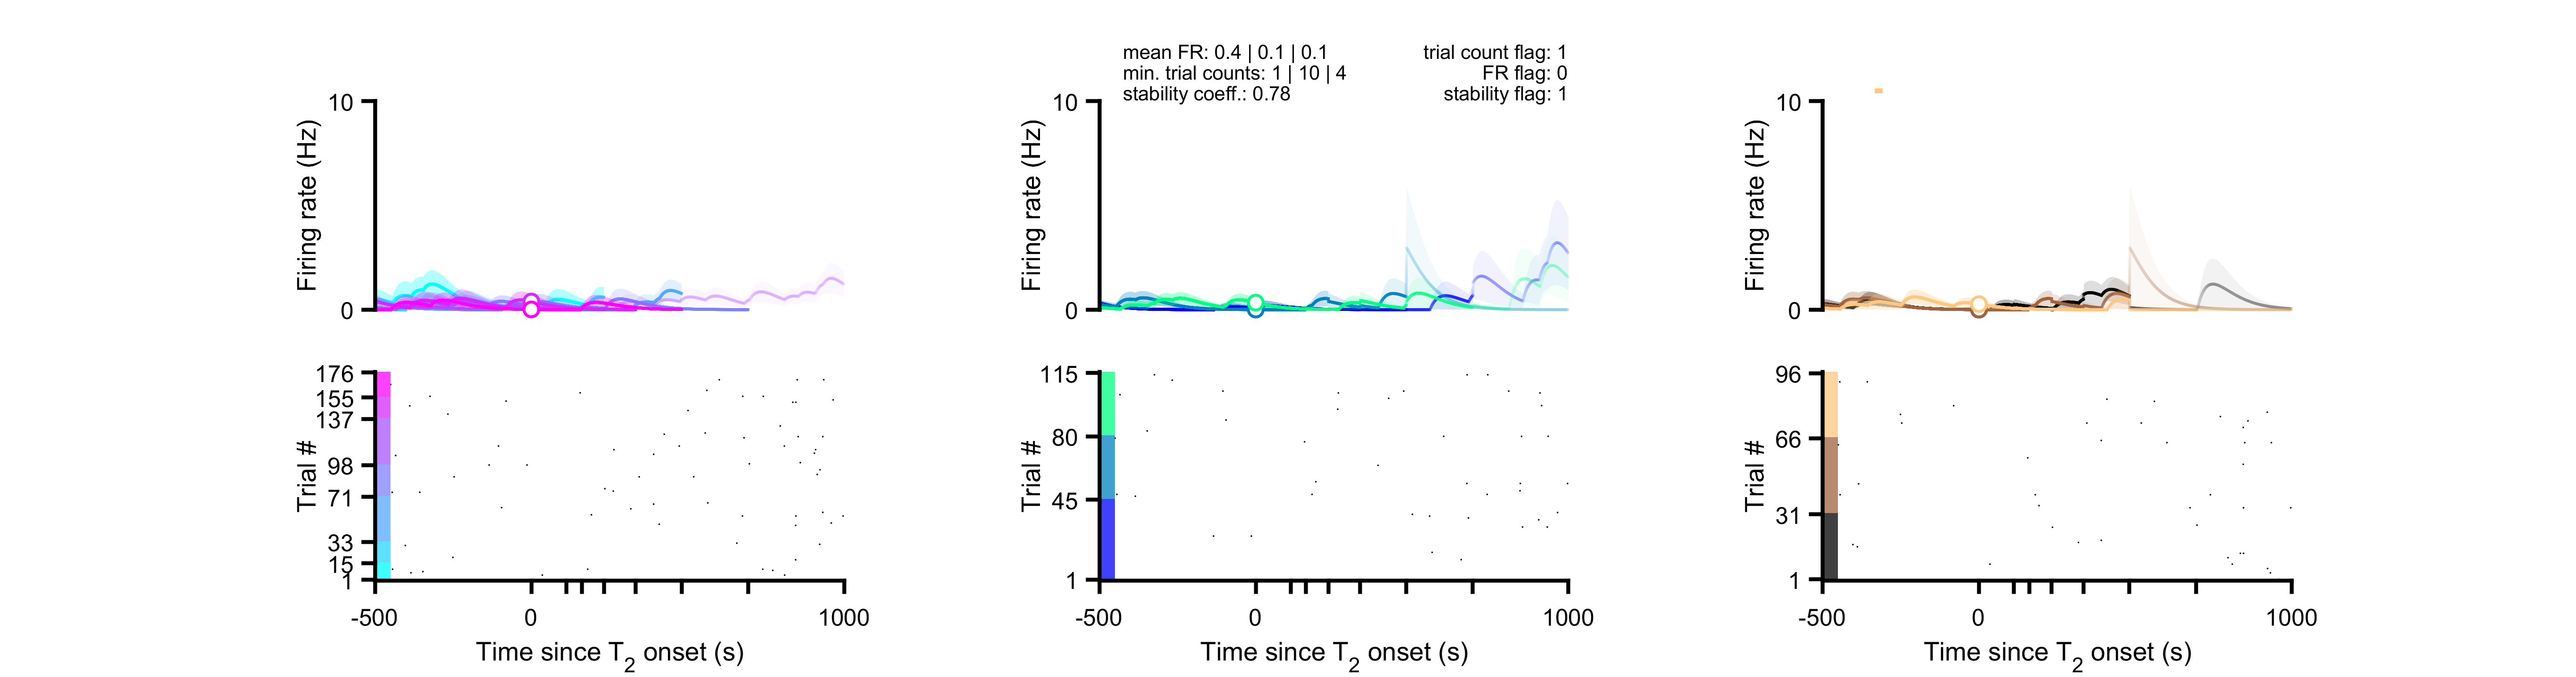 mean FR: 0.4 | 0.1 | 0.1
min. trial counts: 1 | 10 | 4
stability coeff.: 0.78
trial count flag: 1
FR flag: 0
stability flag: 1
10
0
Firing rate (Hz)
176
155
137
98
71
33
15
1
Trial #
-500
0
1000
Time since T2 onset (s)
10
0
Firing rate (Hz)
115
80
45
1
Trial #
-500
0
1000
Time since T2 onset (s)
10
0
Firing rate (Hz)
96
66
31
1
Trial #
-500
0
1000
Time since T2 onset (s)